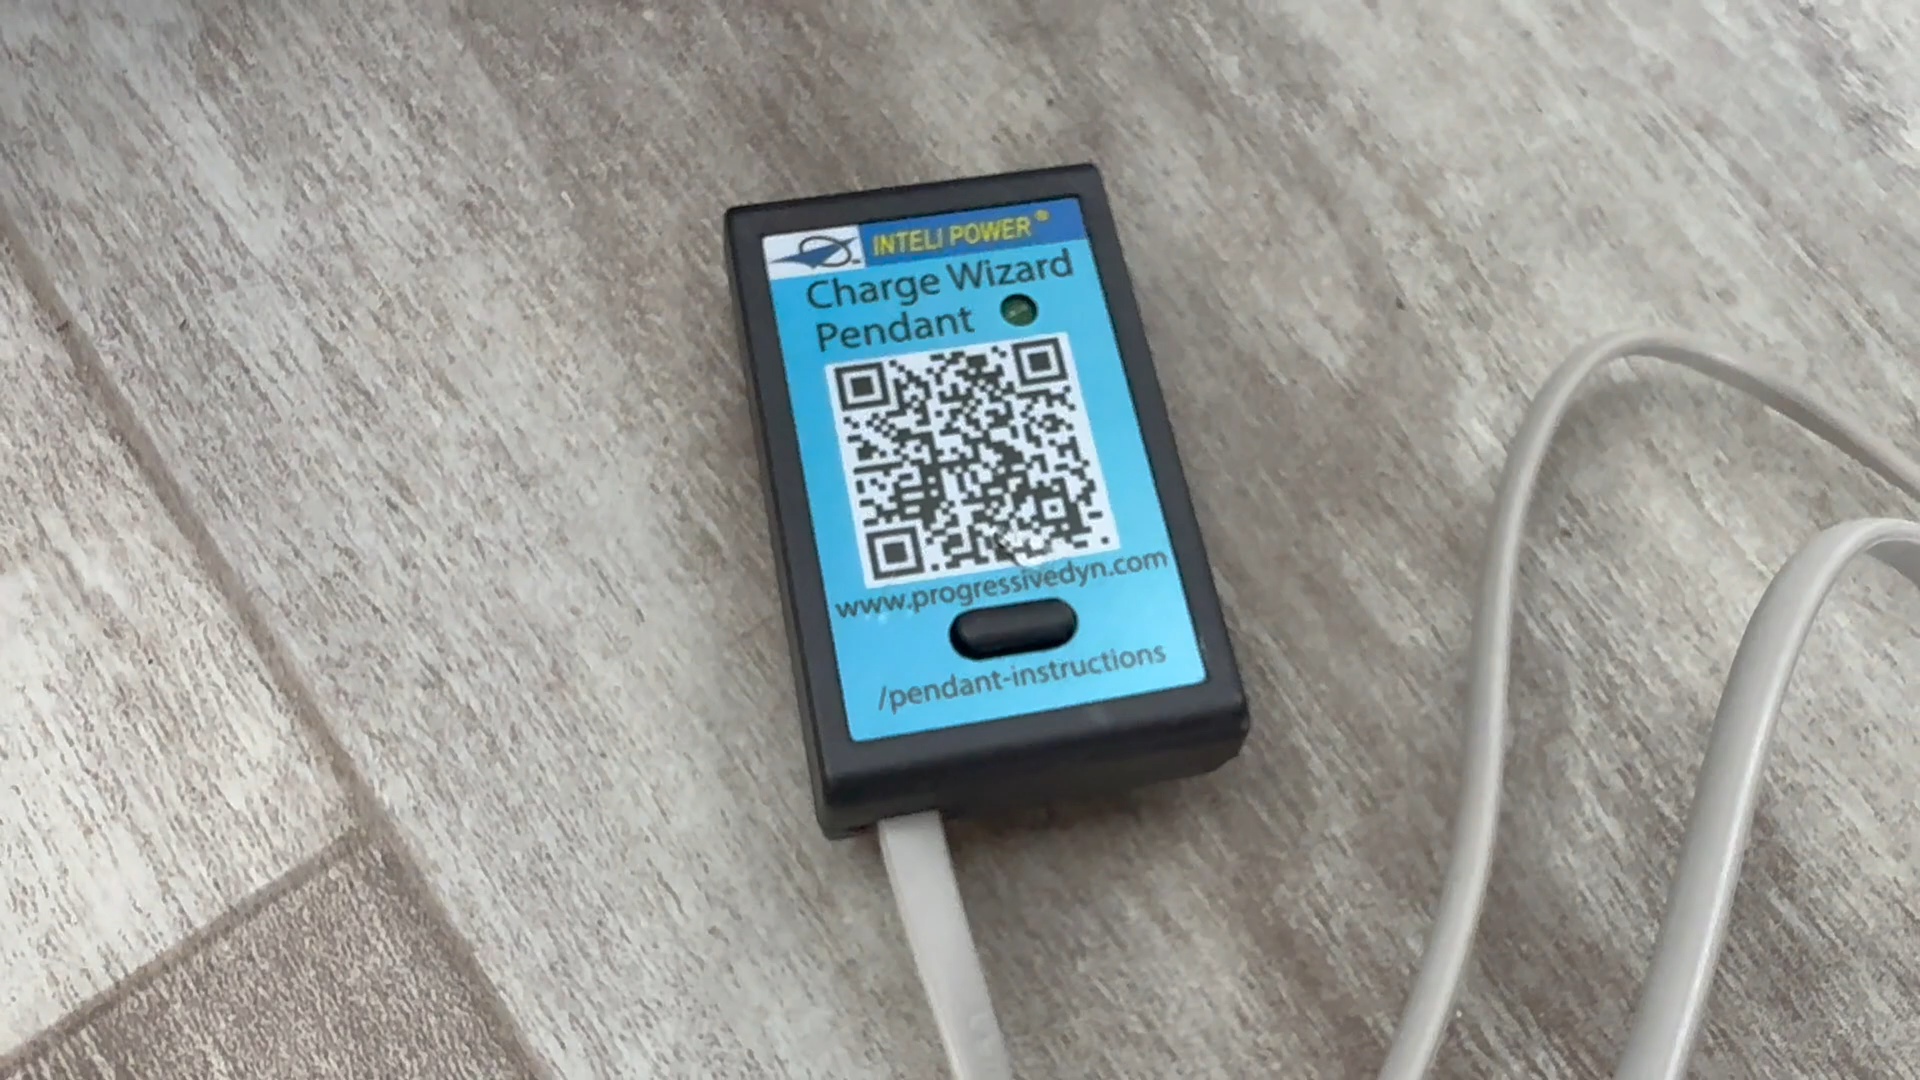 INTELI POWER®
Charge Wizard
Pendant
www.progressivedyn.com
/pendant-instructions